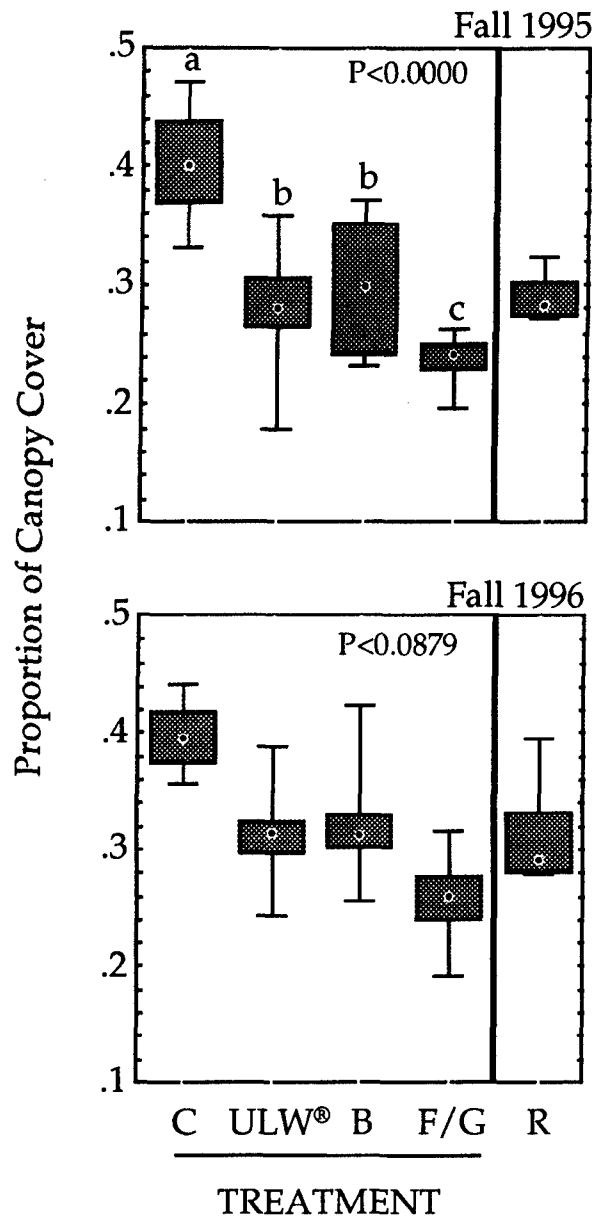 Fall 1995
.5
a
P<0.0000
.4
b
b
.3
c
.2
.1
Proportion of Canopy Cover
Fall 1996
.5
P<0.0879
.4
.3
.2
.1
C ULW® B F/G R
TREATMENT